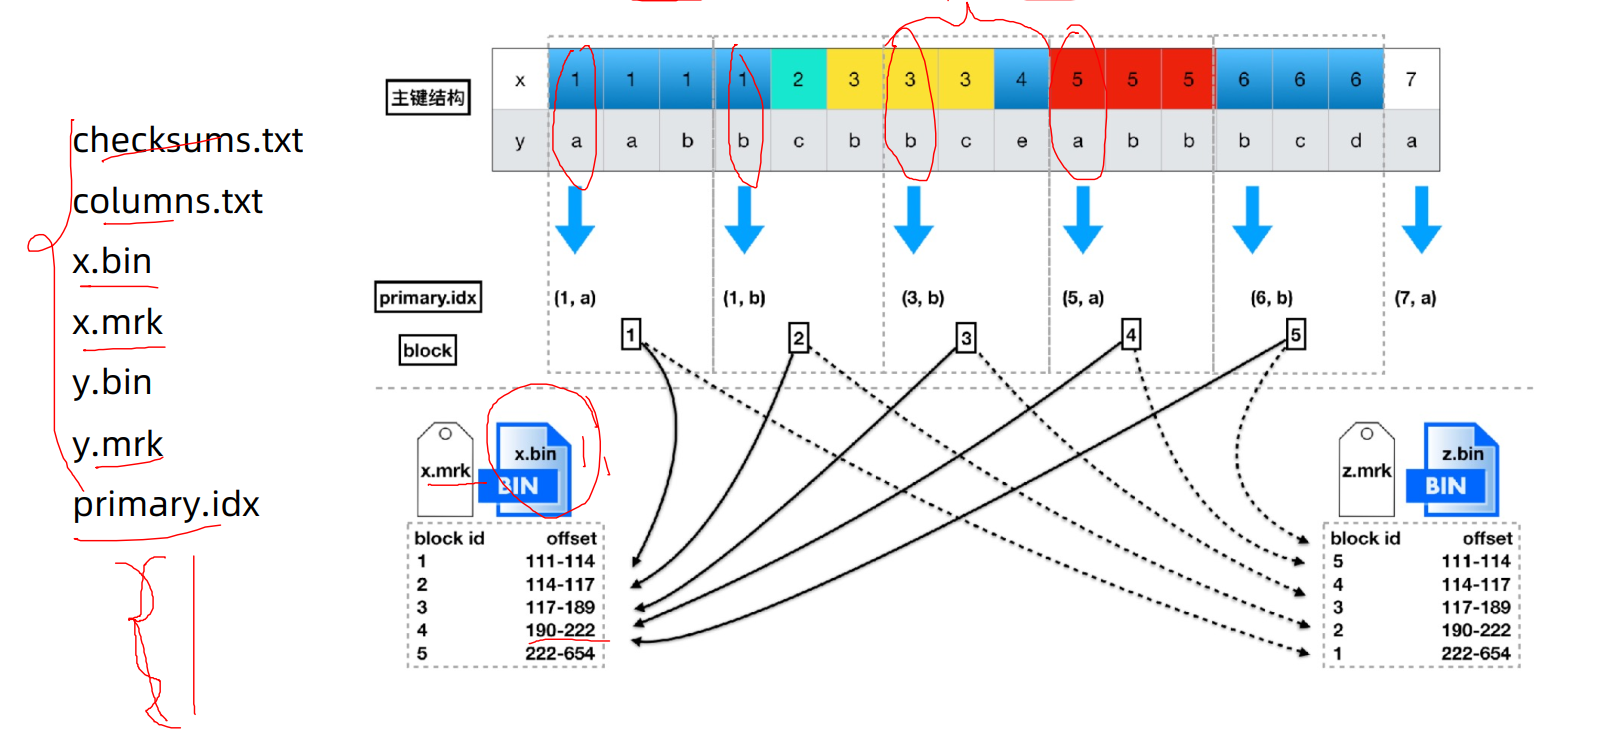 checksums.txt
columns.txt
x.bin
x.mrk
y.bin
y.mrk
primary.idx
主键结构
x 1 1 1 1 2 3 3 3 4 5 5 5 6 6 6 7
y a a b b c b b c e a b b b c d a
primary.idx (1, a) (1, b) (3, b) (5, a) (6, b) (7, a)
block 1 2 3 4 5
x.mrk
x.bin
BIN
block id offset
1 111-114
2 114-117
3 117-189
4 190-222
5 222-654
z.mrk
z.bin
BIN
block id offset
5 111-114
4 114-117
3 117-189
2 190-222
1 222-654